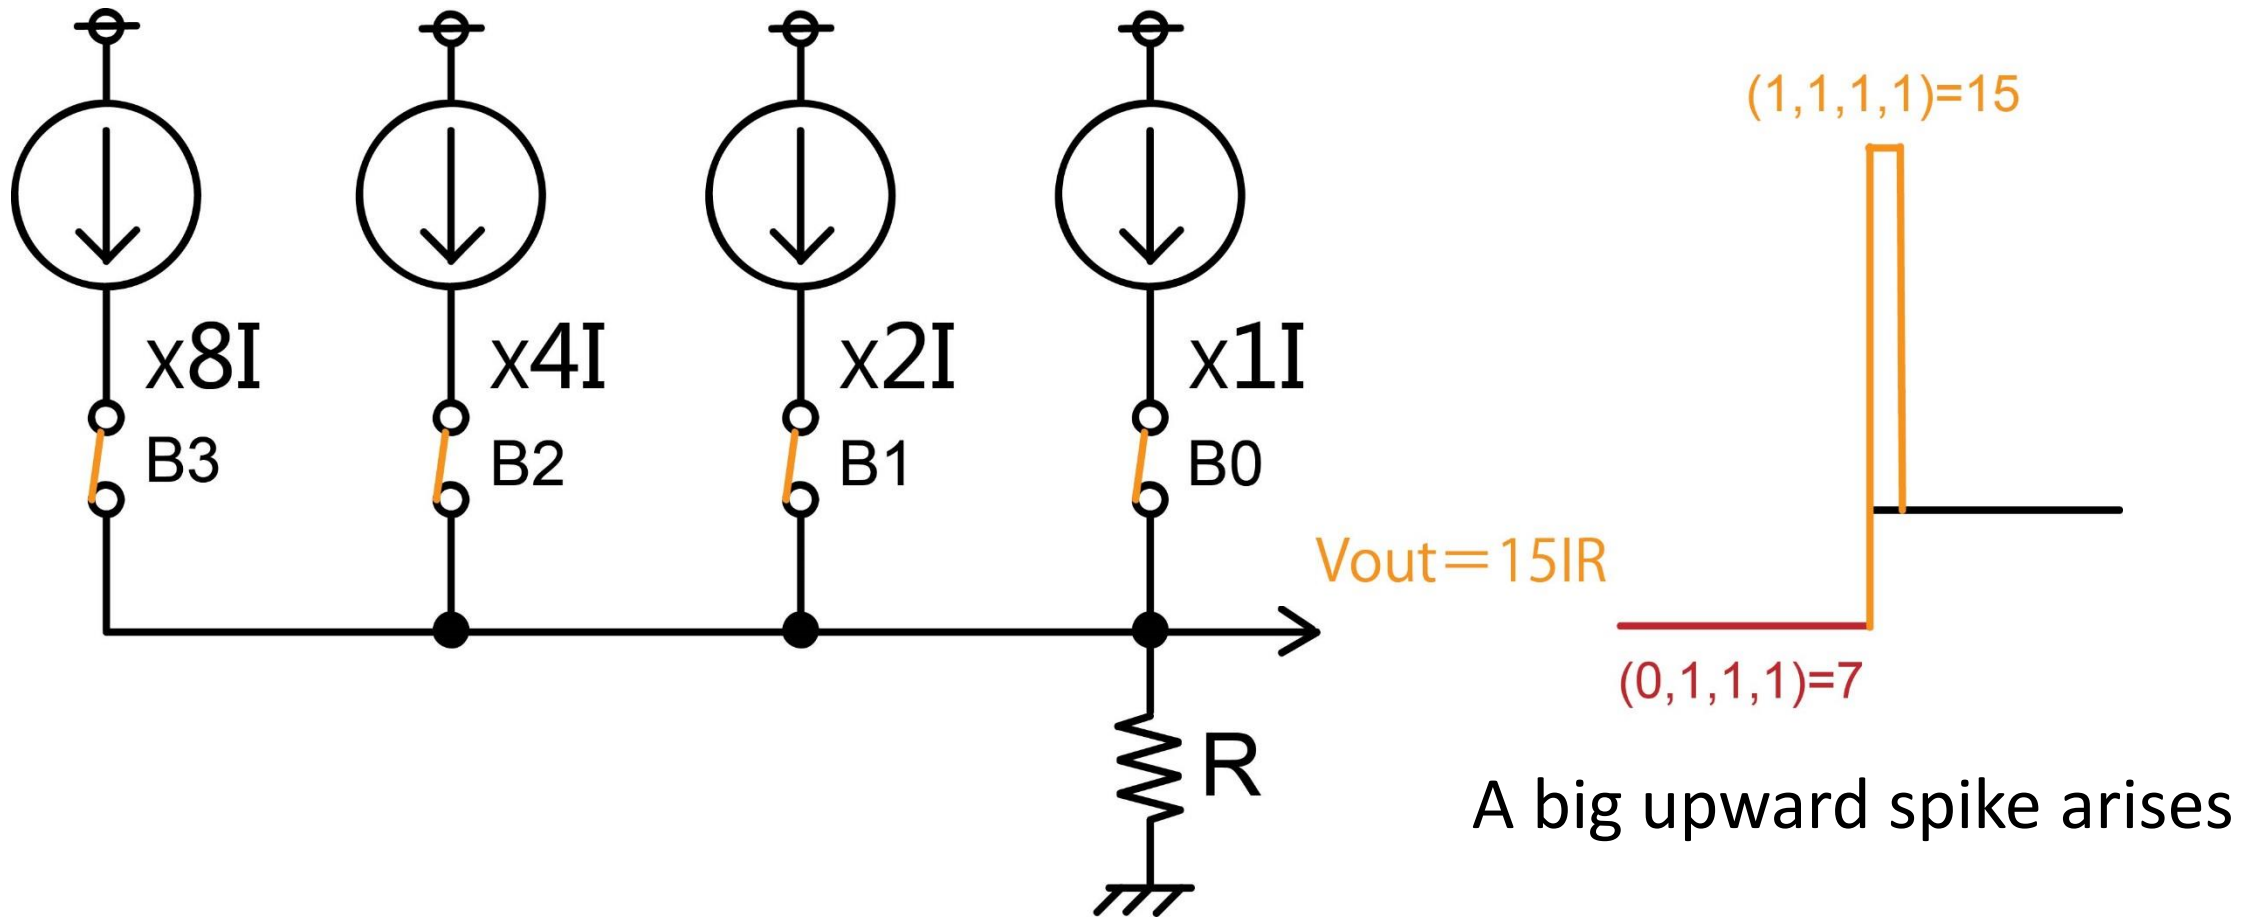 (1,1,1,1)=15
x8I x4I x2I x1I
B3 B2 B1 B0
Vout=15IR
(0,1,1,1)=7
R
A big upward spike arises